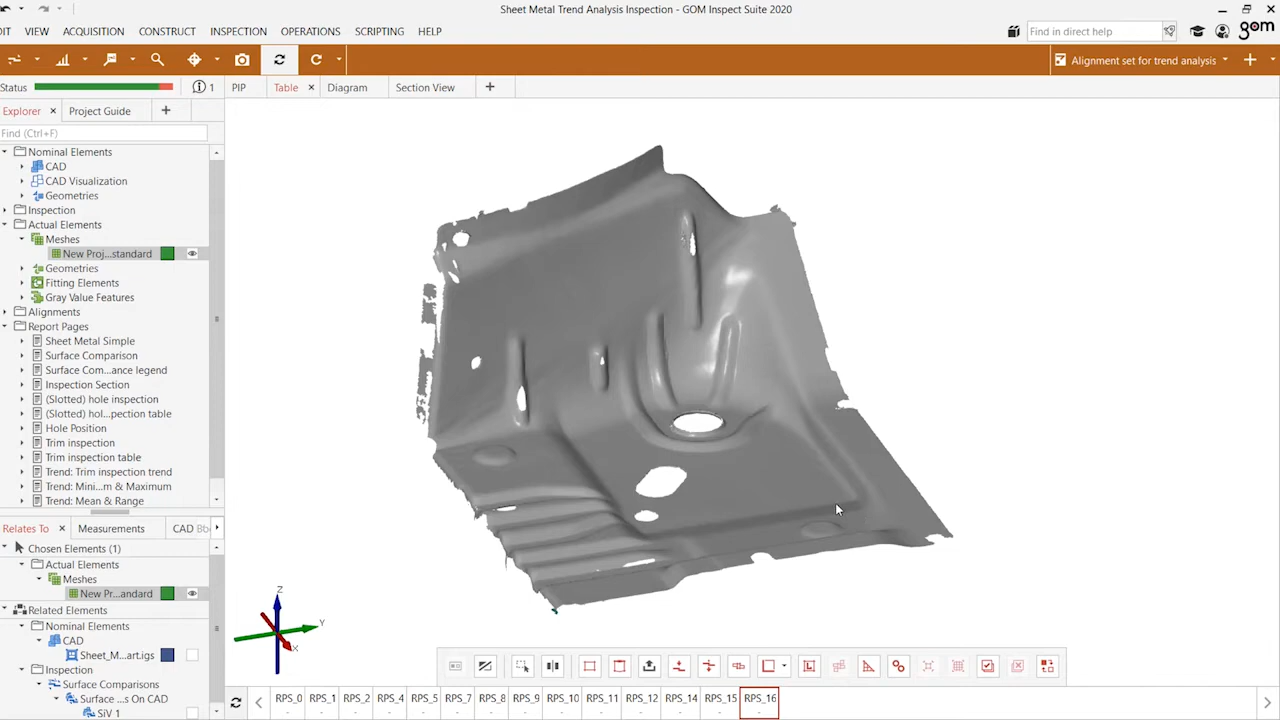 Sheet Metal Trend Analysis Inspection - GOM Inspect Suite 2020
DIT VIEW ACQUISITION CONSTRUCT INSPECTION OPERATIONS SCRIPTING HELP
Find in direct help
gom
Alignment set for trend analysis
Status
1
PIP Table Diagram Section View
Explorer Project Guide
Find (Ctrl+F)
Nominal Elements
CAD
CAD Visualization
Geometries
Inspection
Actual Elements
Meshes
New Proj...standard
Geometries
Fitting Elements
Gray Value Features
Alignments
Report Pages
Sheet Metal Simple
Surface Comparison
Surface Com...ance legend
Inspection Section
(Slotted) hole inspection
(Slotted) hol...pection table
Hole Position
Trim inspection
Trim inspection table
Trend: Trim inspection trend
Trend: Mini...m & Maximum
Trend: Mean & Range
Relates To Measurements CAD Bo
Chosen Elements (1)
Actual Elements
Meshes
New Pr...andard
Related Elements
Nominal Elements
CAD
Sheet_M...art.igs
Inspection
Surface Comparisons
Surface ...s On CAD
SiV 1
Z
Y
X
RPS_0 RPS_1 RPS_2 RPS_4 RPS_5 RPS_7 RPS_8 RPS_9 RPS_10 RPS_11 RPS_12 RPS_14 RPS_15 RPS_16